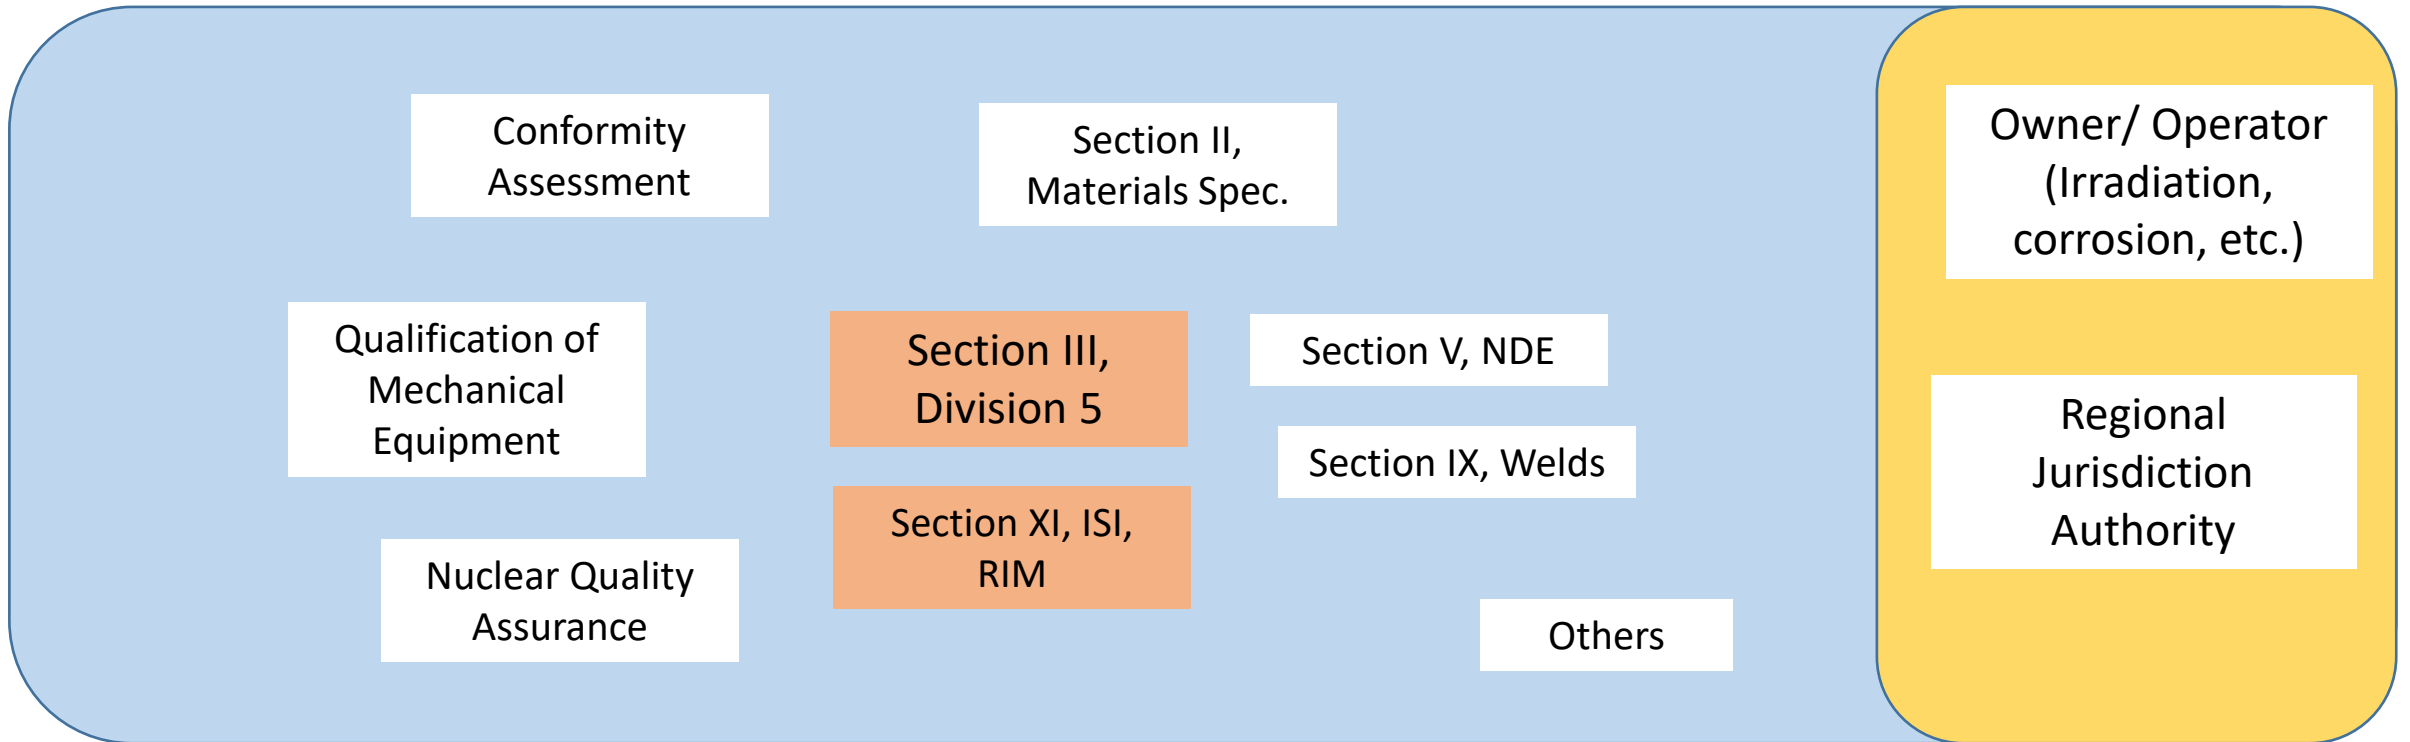 Conformity
Assessment
Section II,
Materials Spec.
Owner/ Operator
(Irradiation,
corrosion, etc.)
Qualification of
Mechanical
Equipment
Section III,
Division 5
Section V, NDE
Section IX, Welds
Regional
Jurisdiction
Authority
Section XI, ISI,
RIM
Nuclear Quality
Assurance
Others